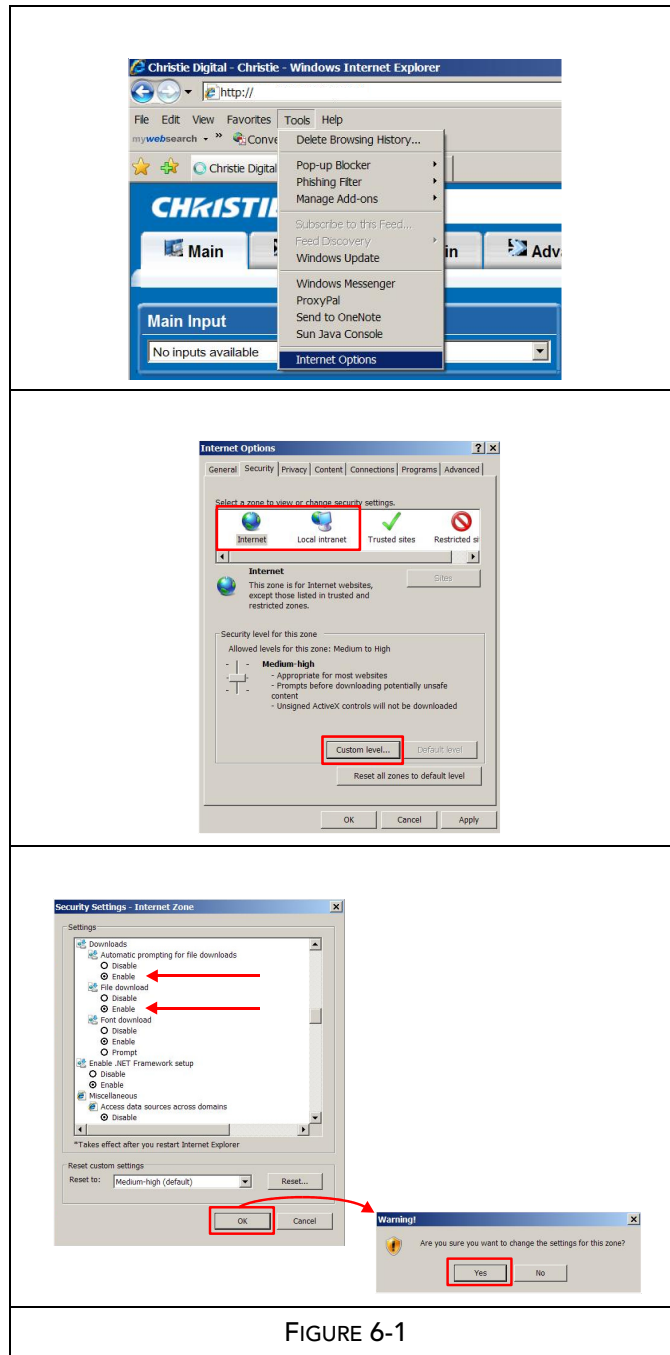 Christie Digital - Christie - Windows Internet Explorer
http://
File Edit View Favorites Tools Help
mywebsearch » Conve
Delete Browsing History...
Christie Digital
Pop-up Blocker
Phishing Filter
Manage Add-ons
CHRISTIE
Subscribe to this Feed...
Feed Discovery
Windows Update
Main in Adv
Windows Messenger
ProxyPal
Send to OneNote
Sun Java Console
Internet Options
Main Input
No inputs available
Internet Options
General Security Privacy Content Connections Programs Advanced
Select a zone to view or change security settings.
Internet Local intranet Trusted sites Restricted si
Internet
This zone is for Internet websites,
except those listed in trusted and
restricted zones.
Sites
Security level for this zone
Allowed levels for this zone: Medium to High
Medium-high
- Appropriate for most websites
- Prompts before downloading potentially unsafe
content
- Unsigned ActiveX controls will not be downloaded
Custom level... Default level
Reset all zones to default level
OK Cancel Apply
Security Settings - Internet Zone
Settings
Downloads
Automatic prompting for file downloads
Disable
Enable
File download
Disable
Enable
Font download
Disable
Enable
Prompt
Enable .NET Framework setup
Disable
Enable
Miscellaneous
Access data sources across domains
Disable
*Takes effect after you restart Internet Explorer
Reset custom settings
Reset to: Medium-high (default) Reset...
OK Cancel
Warning!
Are you sure you want to change the settings for this zone?
Yes No
FIGURE 6-1